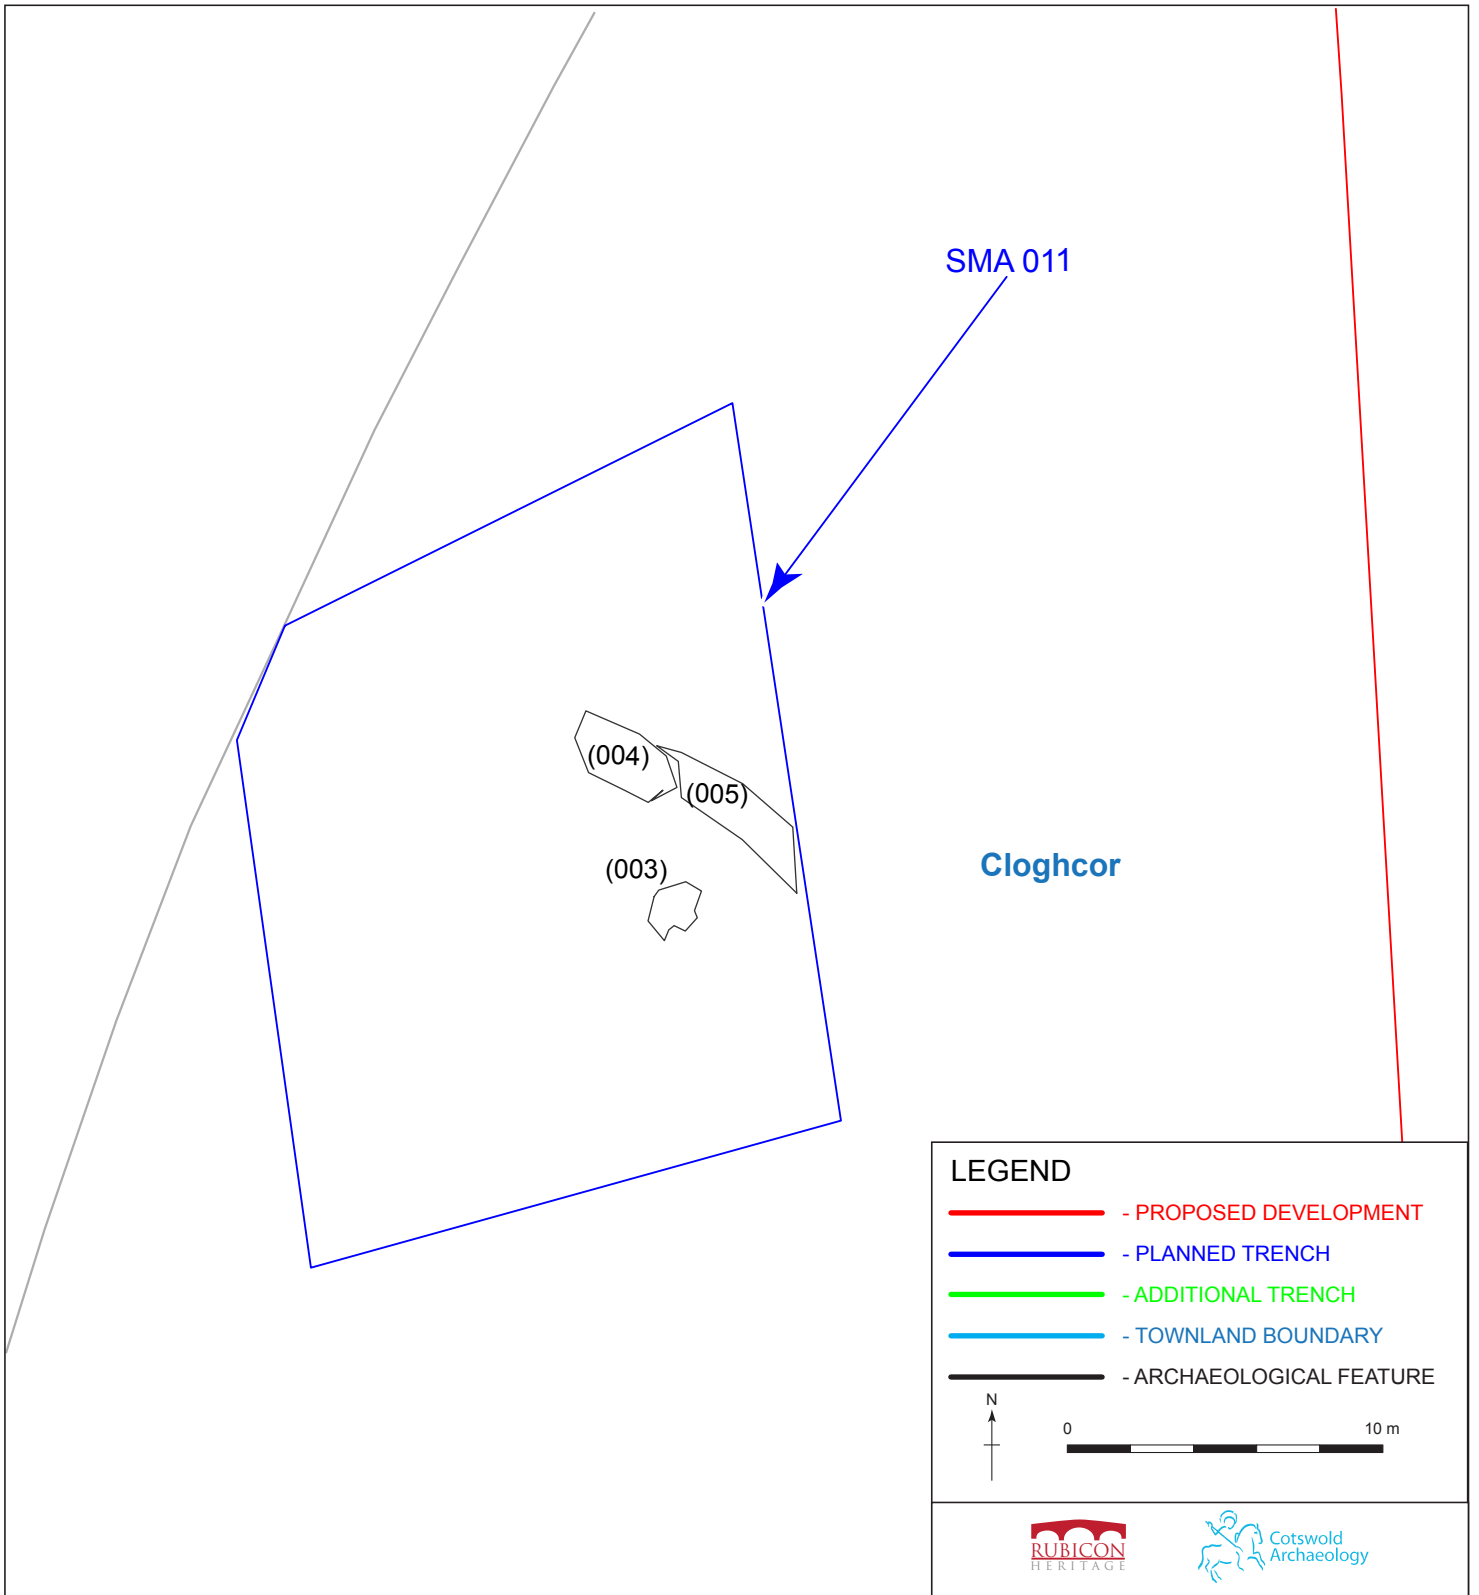 SMA 011
(004)
(005)
(003)
Cloghcor
LEGEND
- PROPOSED DEVELOPMENT
- PLANNED TRENCH
- ADDITIONAL TRENCH
- TOWNLAND BOUNDARY
- ARCHAEOLOGICAL FEATURE
N
0 10 m
RUBICON
HERITAGE
Cotswold
Archaeology